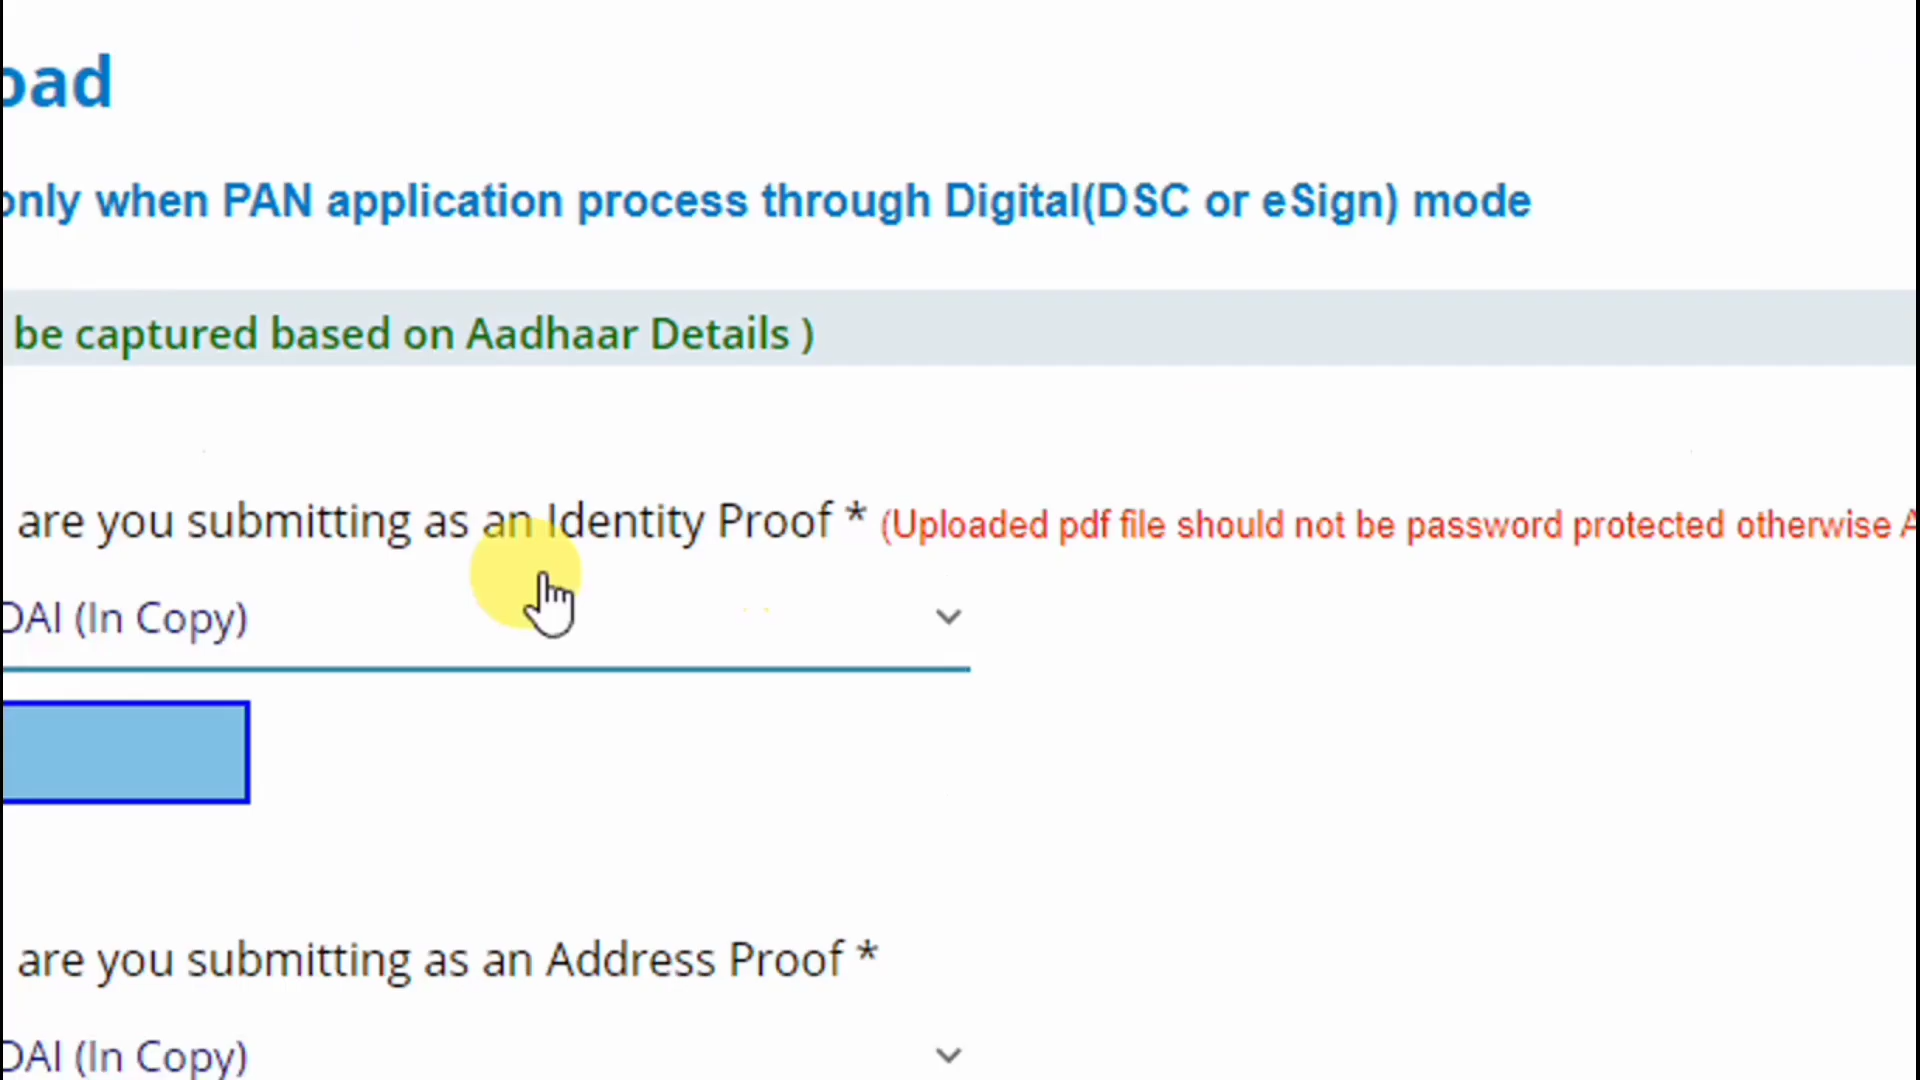 oad
only when PAN application process through Digital(DSC or eSign) mode
be captured based on Aadhaar Details )
are you submitting as an Identity Proof * (Uploaded pdf file should not be password protected otherwise A
DAI (In Copy)
are you submitting as an Address Proof *
DAI (In Copy)